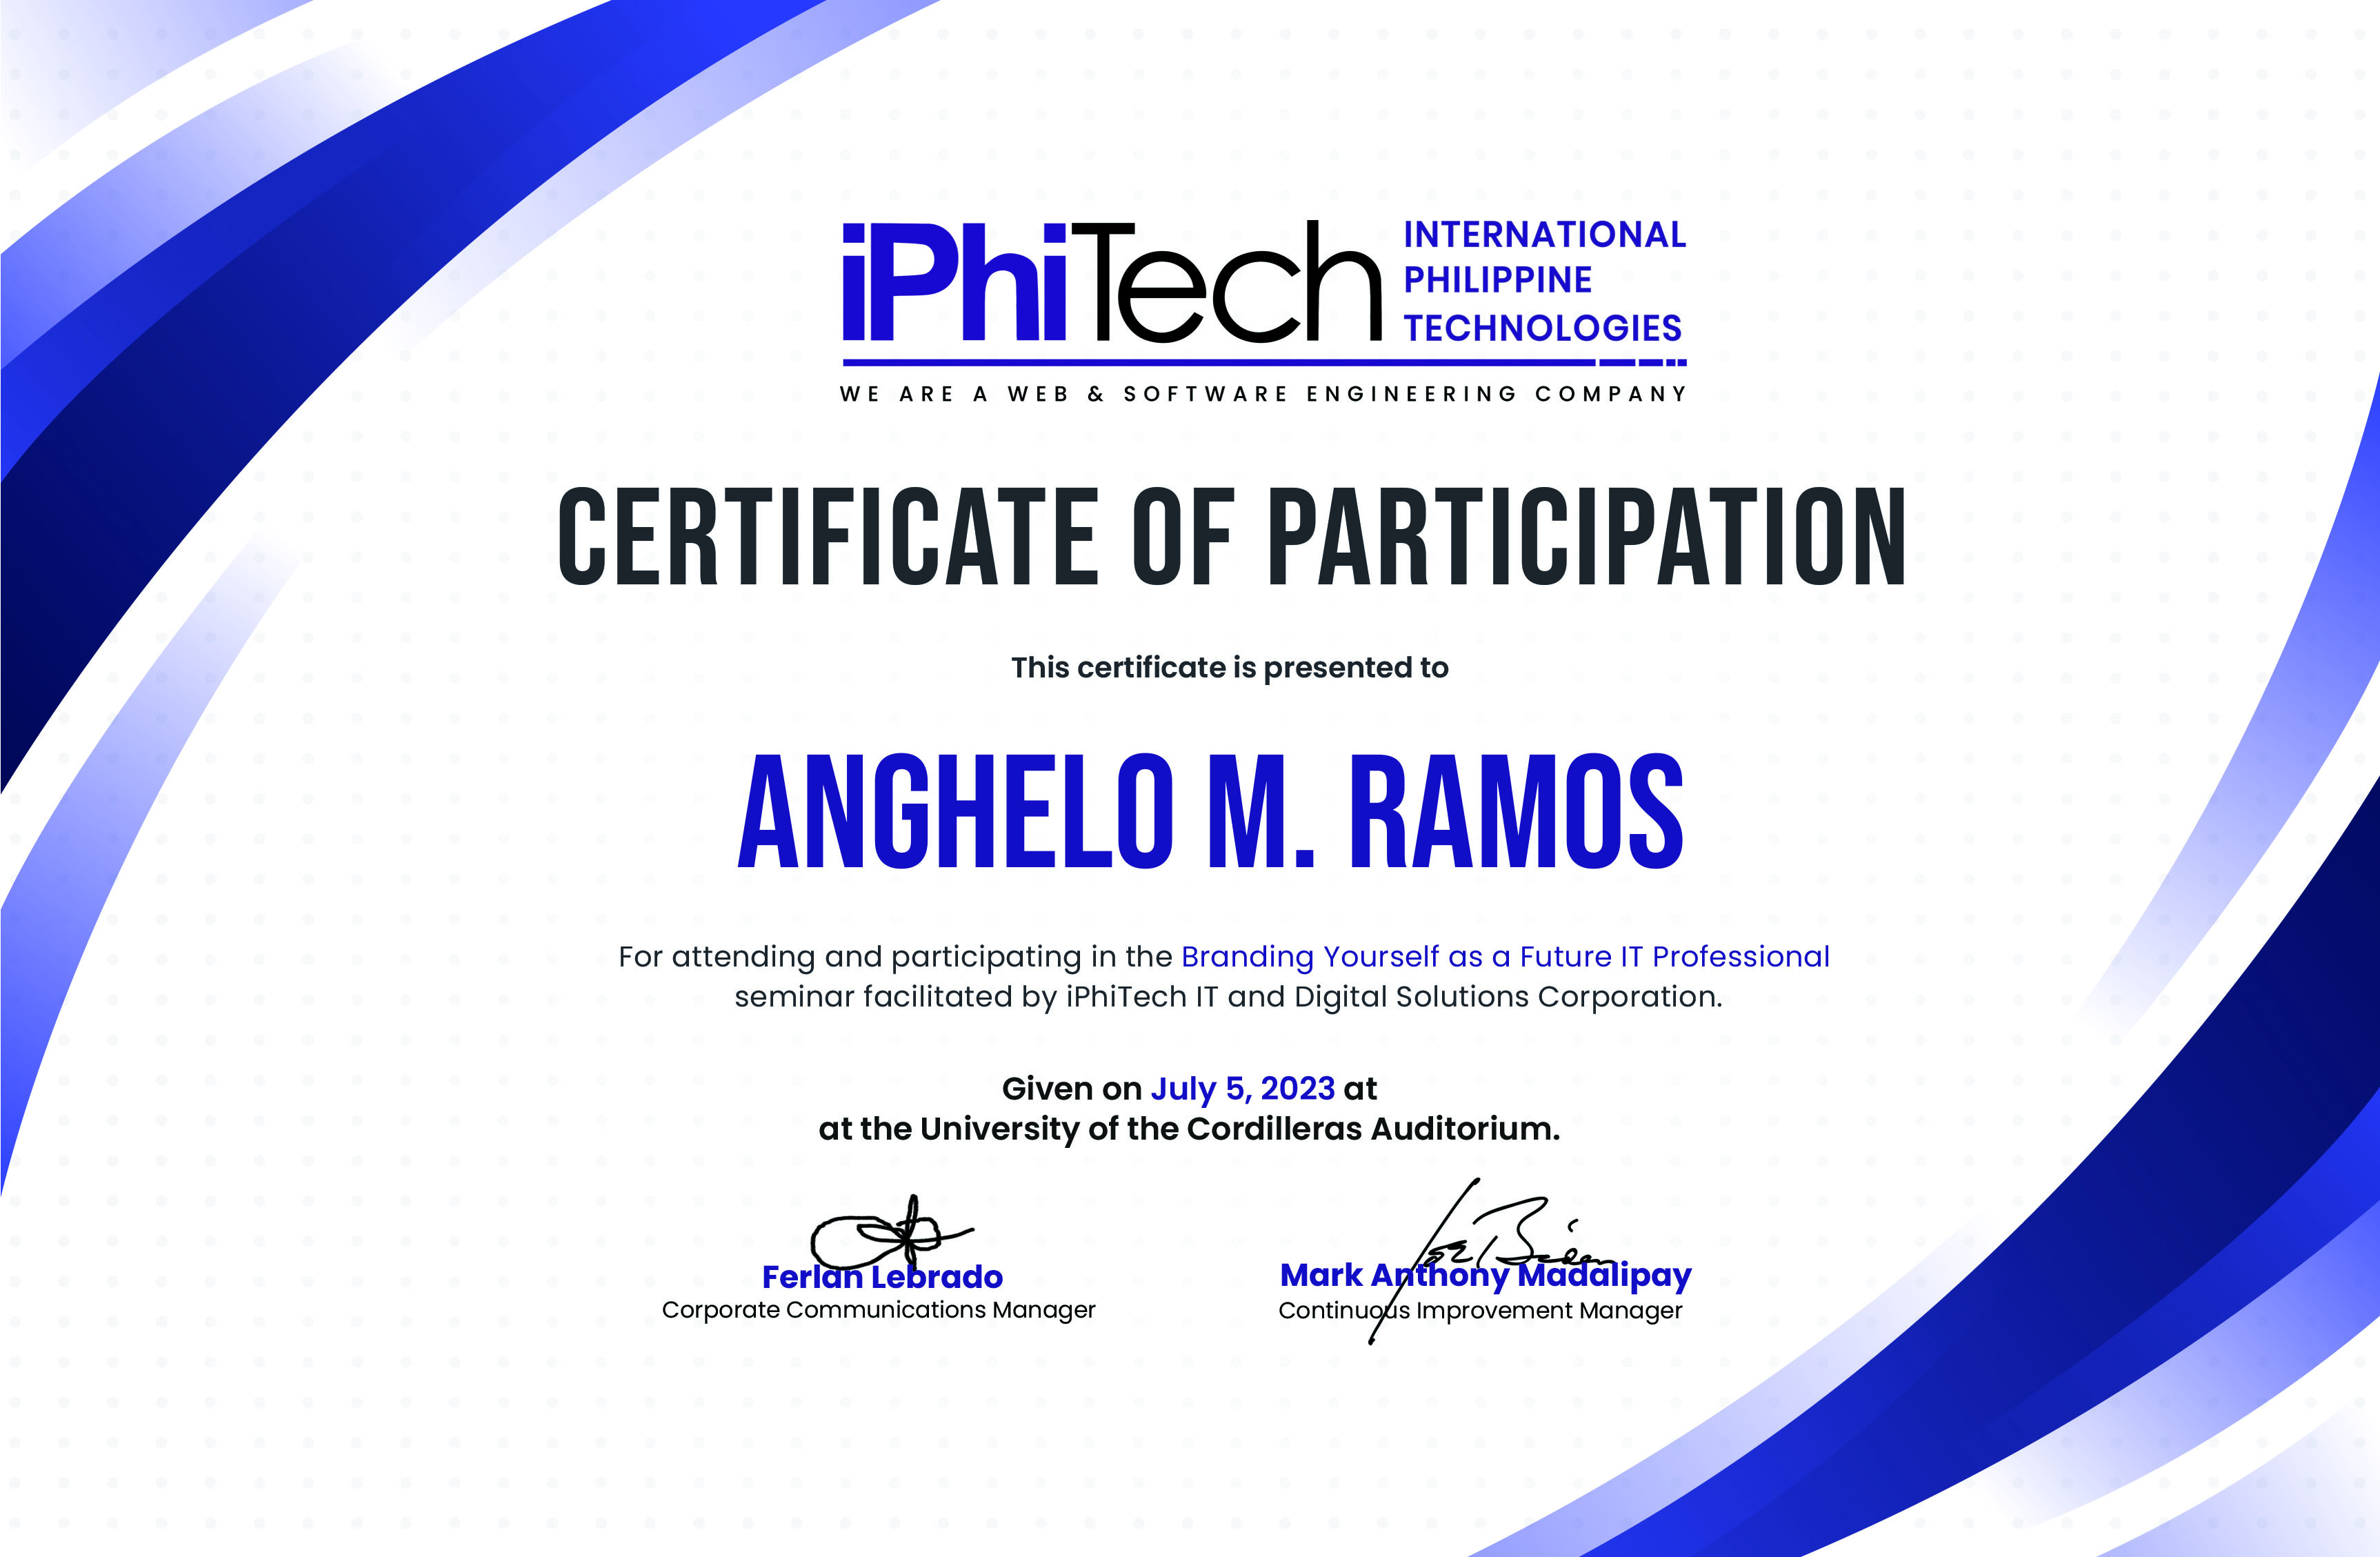 iPhiTech
INTERNATIONAL
PHILIPPINE
TECHNOLOGIES
WE ARE A WEB & SOFTWARE ENGINEERING COMPANY
CERTIFICATE OF PARTICIPATION
This certificate is presented to
ANGHELO M. RAMOS
For attending and participating in the Branding Yourself as a Future IT Professional
seminar facilitated by iPhiTech IT and Digital Solutions Corporation.
Given on July 5, 2023 at
at the University of the Cordilleras Auditorium.
Ferlan Lebrado
Corporate Communications Manager
Mark Anthony Madalipay
Continuous Improvement Manager